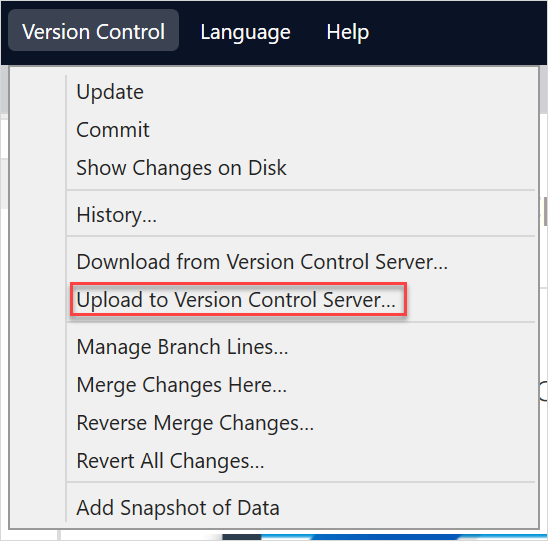 Version Control Language Help
Update
Commit
Show Changes on Disk
History...
Download from Version Control Server...
Upload to Version Control Server...
Manage Branch Lines...
Merge Changes Here...
Reverse Merge Changes...
Revert All Changes...
Add Snapshot of Data